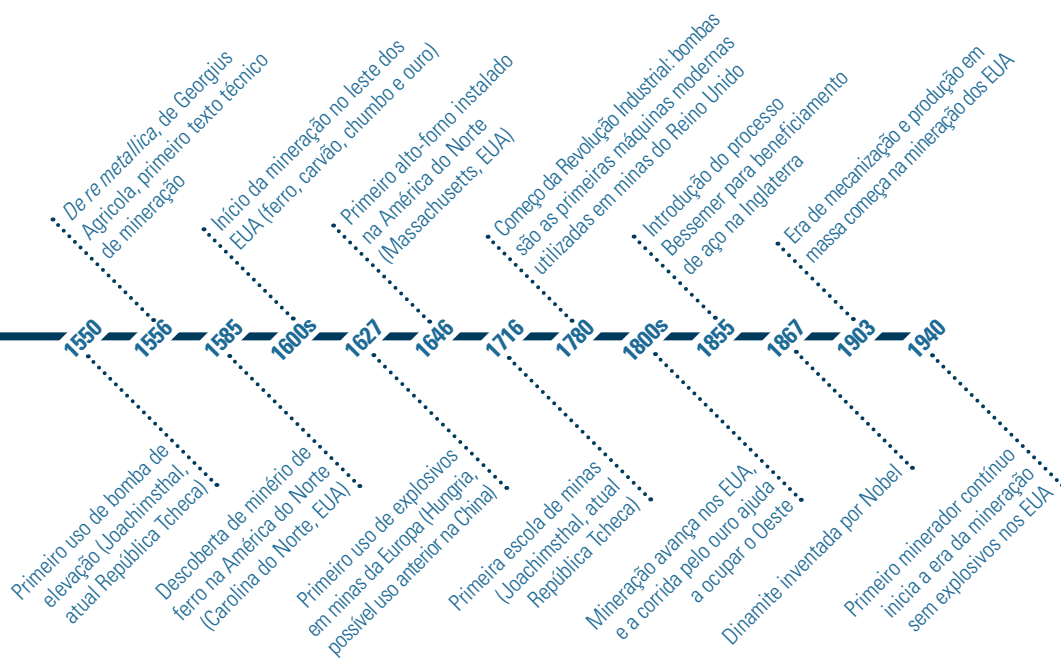 De re metallica, de Georgius
Agricola, primeiro texto técnico
de mineração
Início da mineração no leste dos
EUA (ferro, carvão, chumbo e ouro)
Primeiro alto-forno instalado
na América do Norte
(Massachusetts, EUA)
Começo da Revolução Industrial: bombas
são as primeiras máquinas modernas
utilizadas em minas do Reino Unido
Introdução do processo
Bessemer para beneficiamento
de aço na Inglaterra
Era de mecanização e produção em
massa começa na mineração dos EUA
1550
1556
1585
1600s
1627
1646
1716
1780
1800s
1855
1867
1903
1940
Primeiro uso de bomba de
elevação (Joachimsthal,
atual República Tcheca)
Descoberta de minério de
ferro na América do Norte
(Carolina do Norte, EUA)
Primeiro uso de explosivos
em minas da Europa (Hungria,
possível uso anterior na China)
Primeira escola de minas
(Joachimsthal, atual
República Tcheca)
Mineração avança nos EUA,
e a corrida pelo ouro ajuda
a ocupar o Oeste
Dinamite inventada por Nobel
Primeiro minerador contínuo
inicia a era da mineração
sem explosivos nos EUA